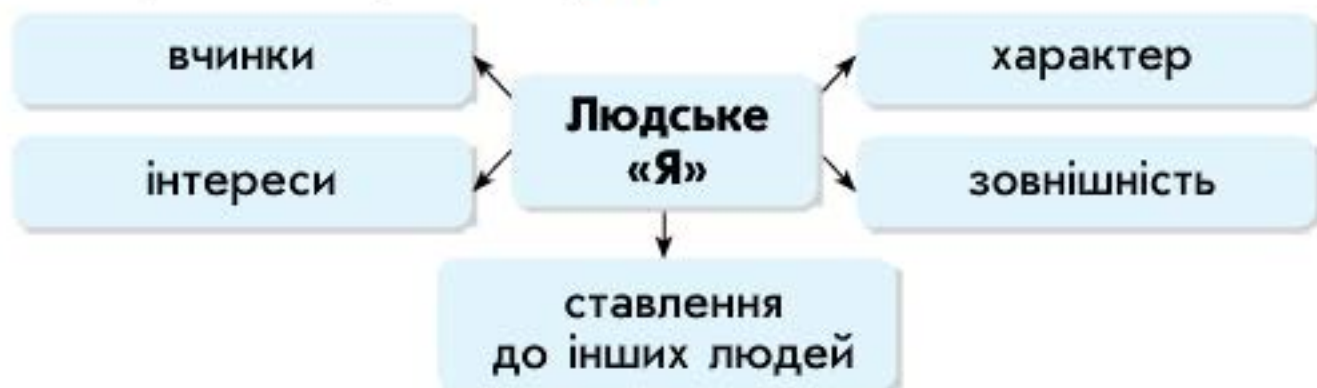 вчинки
характер
Людське
«Я»
інтереси
зовнішність
ставлення
до інших людей